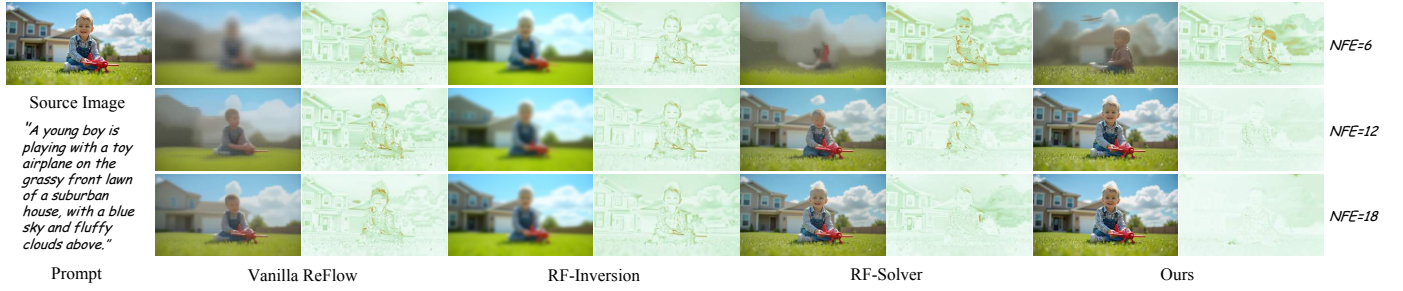 NFE=6
Source Image
"A young boy is
playing with a toy
airplane on the
grassy front lawn
of a suburban
house, with a blue
sky and fluffy
clouds above."
NFE=12
NFE=18
Prompt
Vanilla ReFlow
RF-Inversion
RF-Solver
Ours